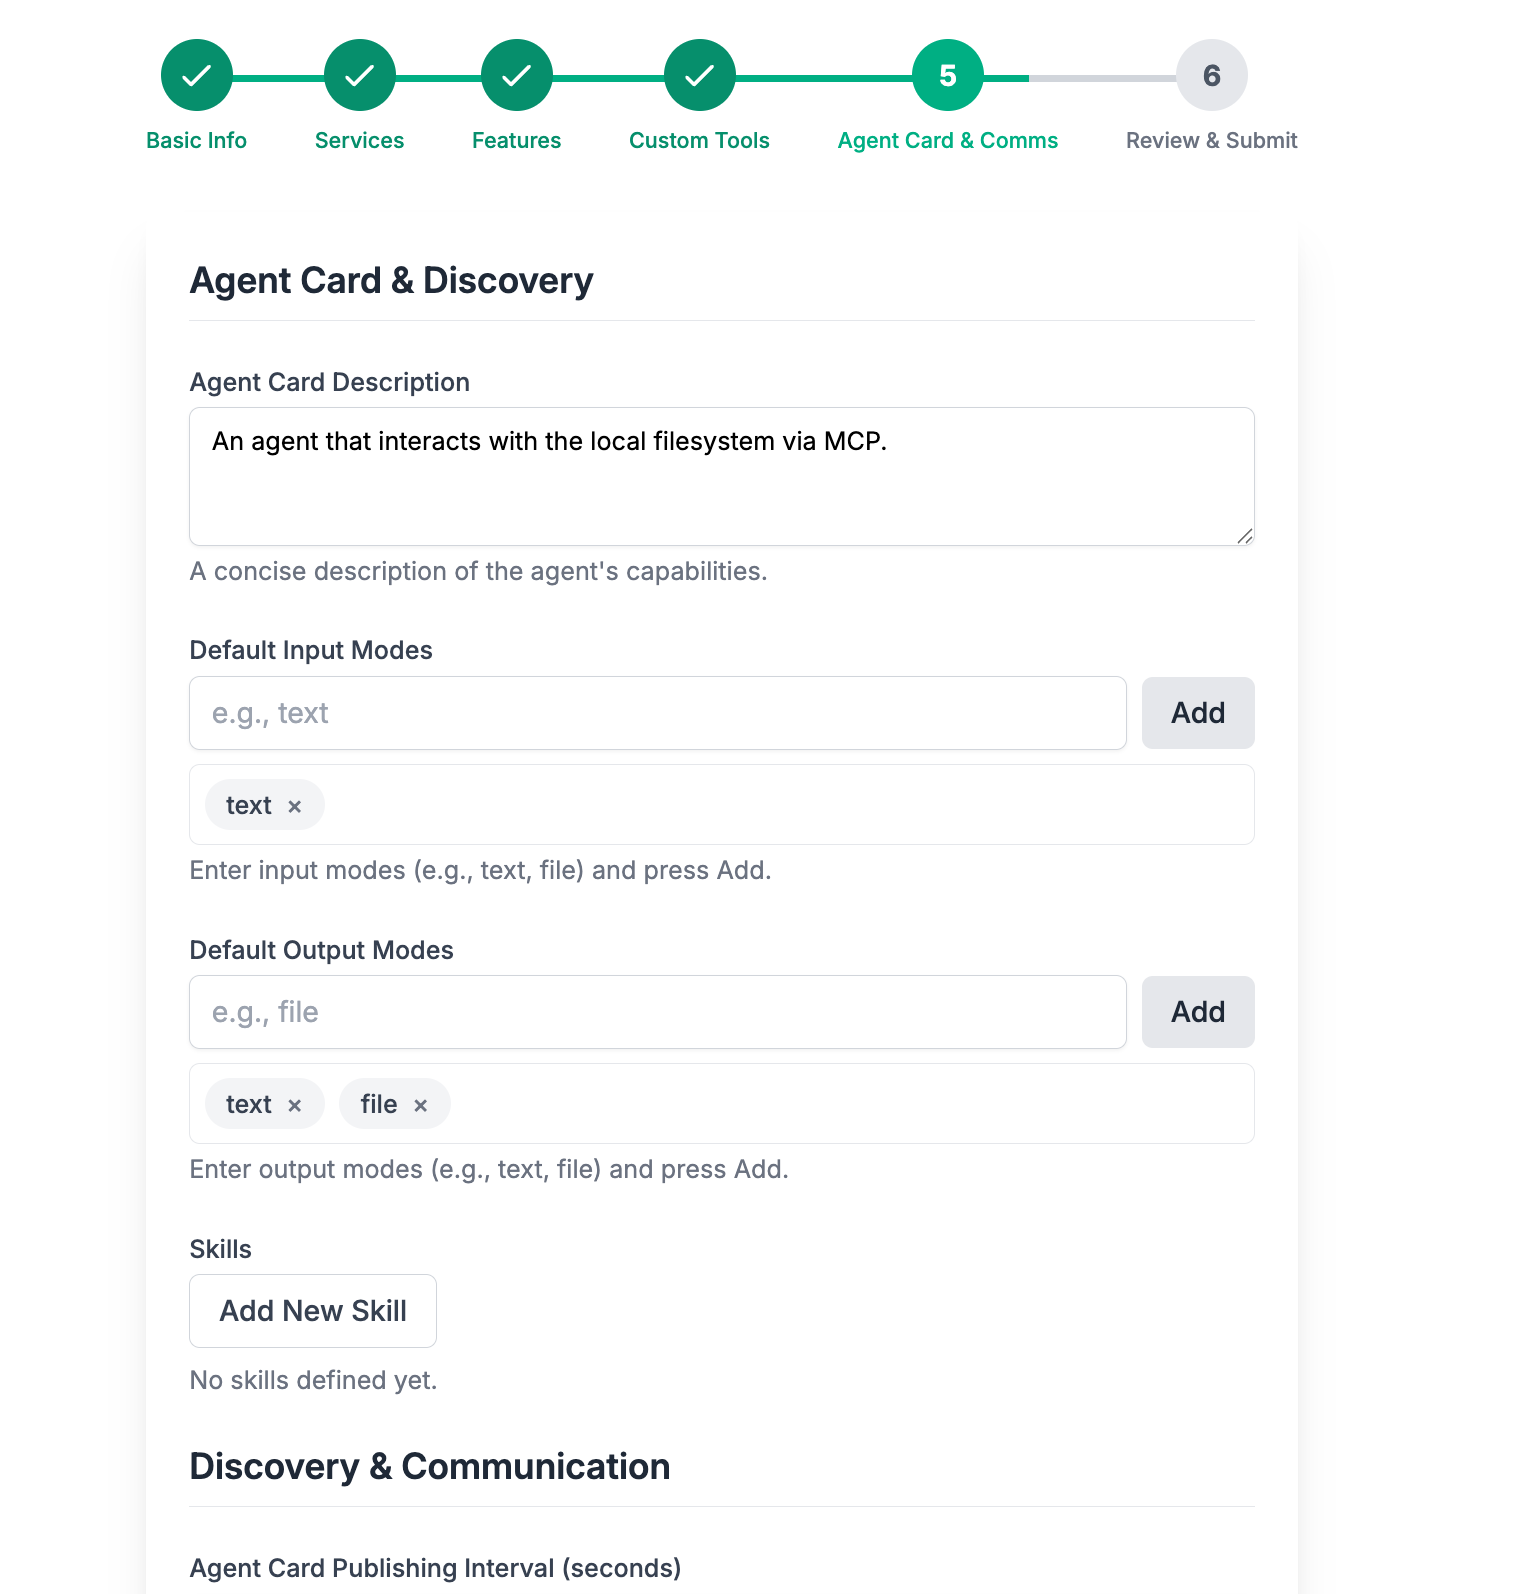 5
6
Basic Info
Services
Features
Custom Tools
Agent Card & Comms
Review & Submit
Agent Card & Discovery
Agent Card Description
An agent that interacts with the local filesystem via MCP.
A concise description of the agent's capabilities.
Default Input Modes
e.g., text
Add
text ×
Enter input modes (e.g., text, file) and press Add.
Default Output Modes
e.g., file
Add
text × file ×
Enter output modes (e.g., text, file) and press Add.
Skills
Add New Skill
No skills defined yet.
Discovery & Communication
Agent Card Publishing Interval (seconds)